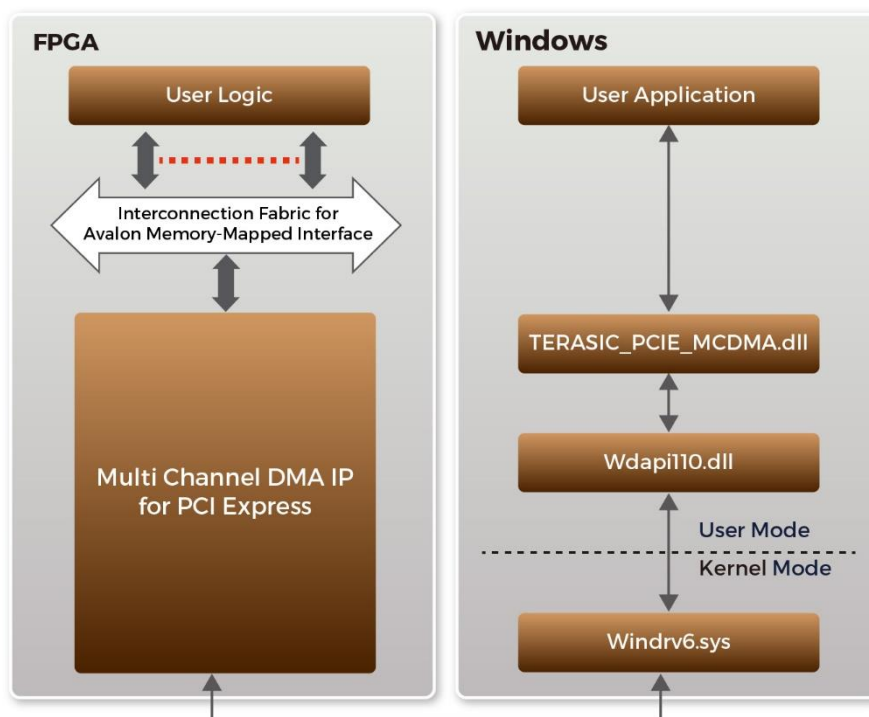 FPGA
User Logic
Interconnection Fabric for
Avalon Memory-Mapped Interface
Multi Channel DMA IP
for PCI Express
Windows
User Application
TERASIC_PCIE_MCDMA.dll
Wdapi110.dll
User Mode
Kernel Mode
Windrv6.sys